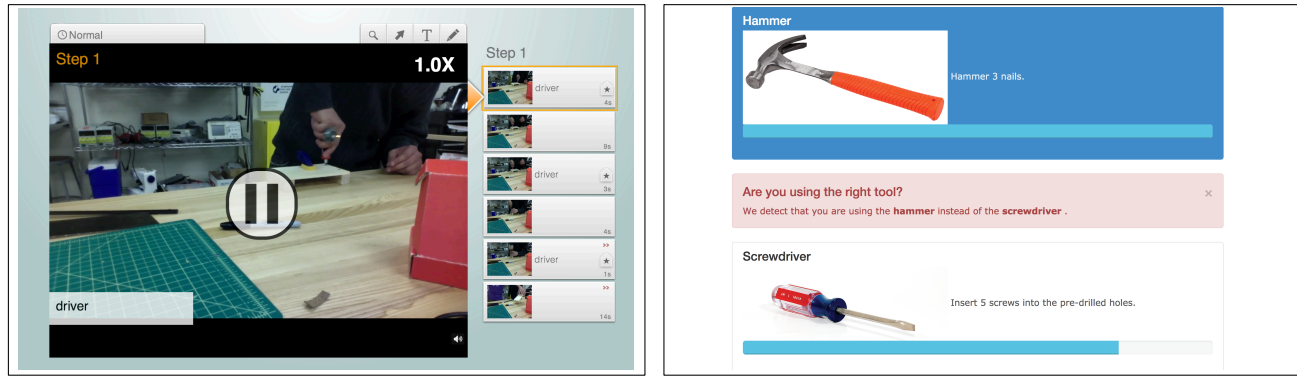 Normal
T
Step 1
1.0X
driver
Step 1
driver
4s
9s
driver
3s
4s
driver
1s
14s
Hammer
Hammer 3 nails.
Are you using the right tool?
×
We detect that you are using the hammer instead of the screwdriver .
Screwdriver
Insert 5 screws into the pre-drilled holes.